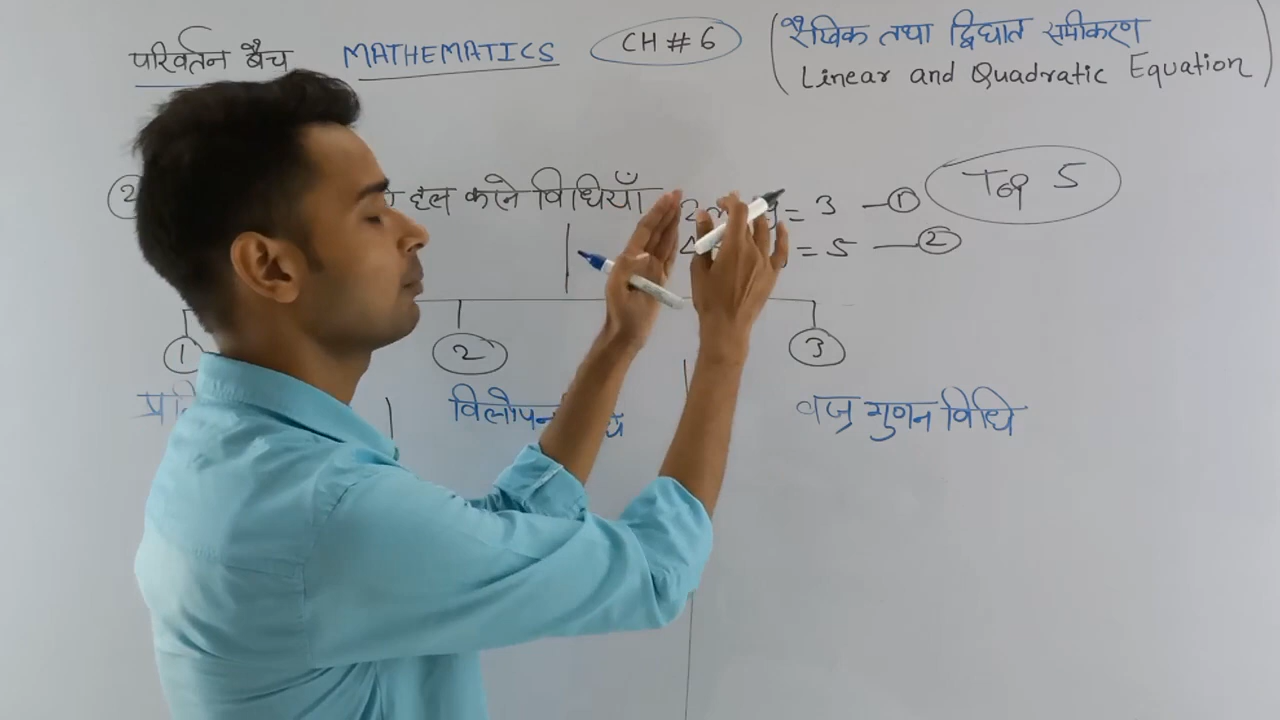 परिवर्तन बैच MATHEMATICS CH # 6 (रैखिक तथा द्विघात समीकरण
Linear and Quadratic Equation)
2 हल करने विधियाँ = 3 — 1 Top 5
= 5 — 2
1 2 3
विलोपन वज्र गुणन विधि